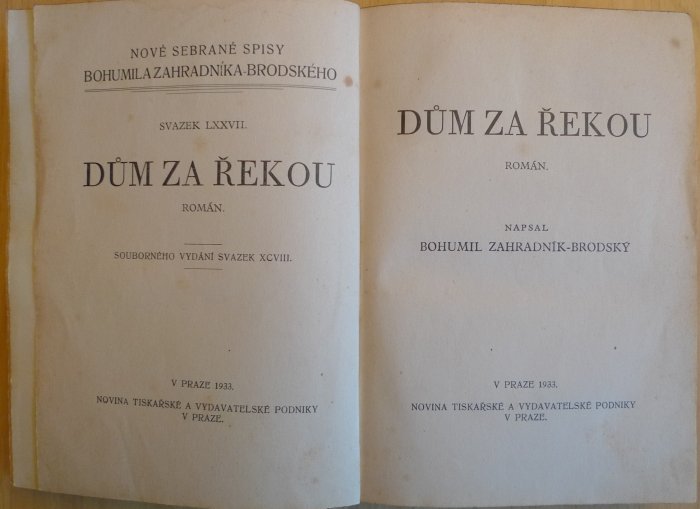 NOVÉ SEBRANÉ SPISY
BOHUMILA ZAHRADNÍKA-BRODSKÉHO
SVAZEK LXXVII.
DŮM ZA ŘEKOU
ROMÁN.
SOUBORNÉHO VYDÁNÍ SVAZEK XCVIII.
V PRAZE 1933.
NOVINA TISKAŘSKÉ A VYDAVATELSKÉ PODNIKY
V PRAZE.
DŮM ZA ŘEKOU
ROMÁN.
NAPSAL
BOHUMIL ZAHRADNÍK-BRODSKÝ
V PRAZE 1933.
NOVINA TISKAŘSKÉ A VYDAVATELSKÉ PODNIKY
V PRAZE.